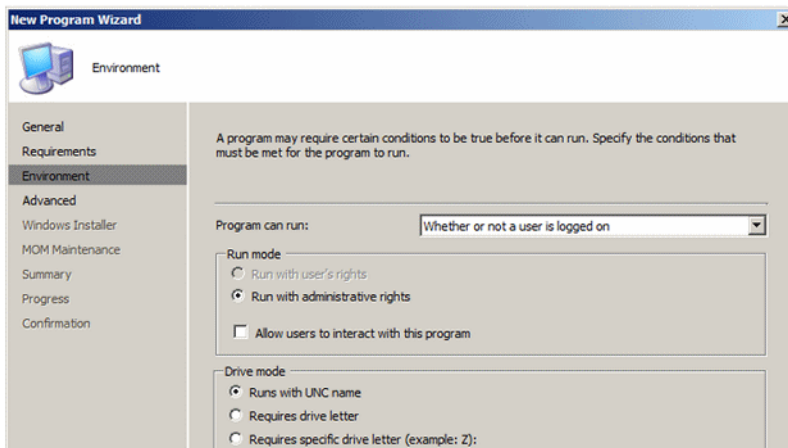 New Program Wizard
Environment
General
Requirements
Environment
Advanced
Windows Installer
MOM Maintenance
Summary
Progress
Confirmation
A program may require certain conditions to be true before it can run. Specify the conditions that
must be met for the program to run.
Program can run:
Whether or not a user is logged on
Run mode
Run with user's rights
Run with administrative rights
Allow users to interact with this program
Drive mode
Runs with UNC name
Requires drive letter
Requires specific drive letter (example: Z):